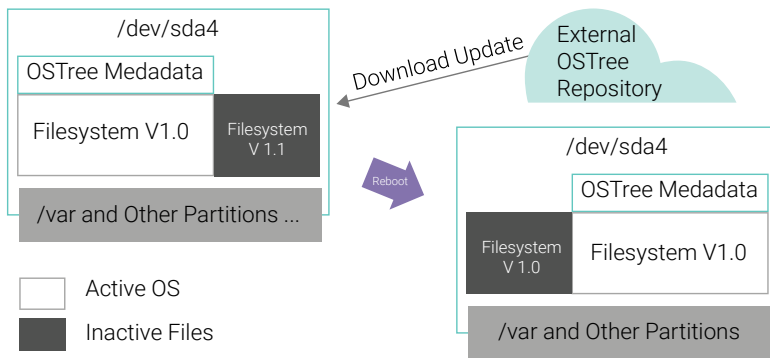 /dev/sda4
OSTree Medadata
Filesystem V1.0
Filesystem
V 1.1
/var and Other Partitions ...
Download Update
External
OSTree
Repository
Reboot
/dev/sda4
OSTree Medadata
Filesystem
V 1.0
Filesystem V1.0
/var and Other Partitions
Active OS
Inactive Files